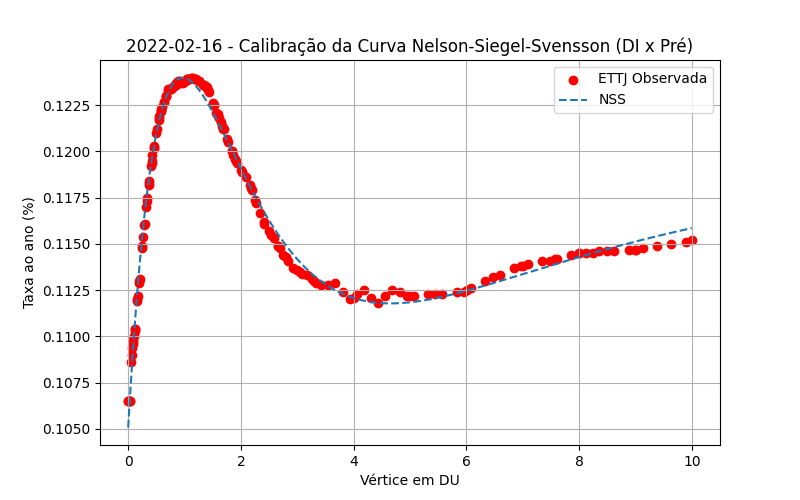 2022-02-16 - Calibração da Curva Nelson-Siegel-Svensson (DI x Pré)
ETTJ Observada
NSS
Taxa ao ano (%)
0.1225
0.1200
0.1175
0.1150
0.1125
0.1100
0.1075
0.1050
0 2 4 6 8 10
Vértice em DU